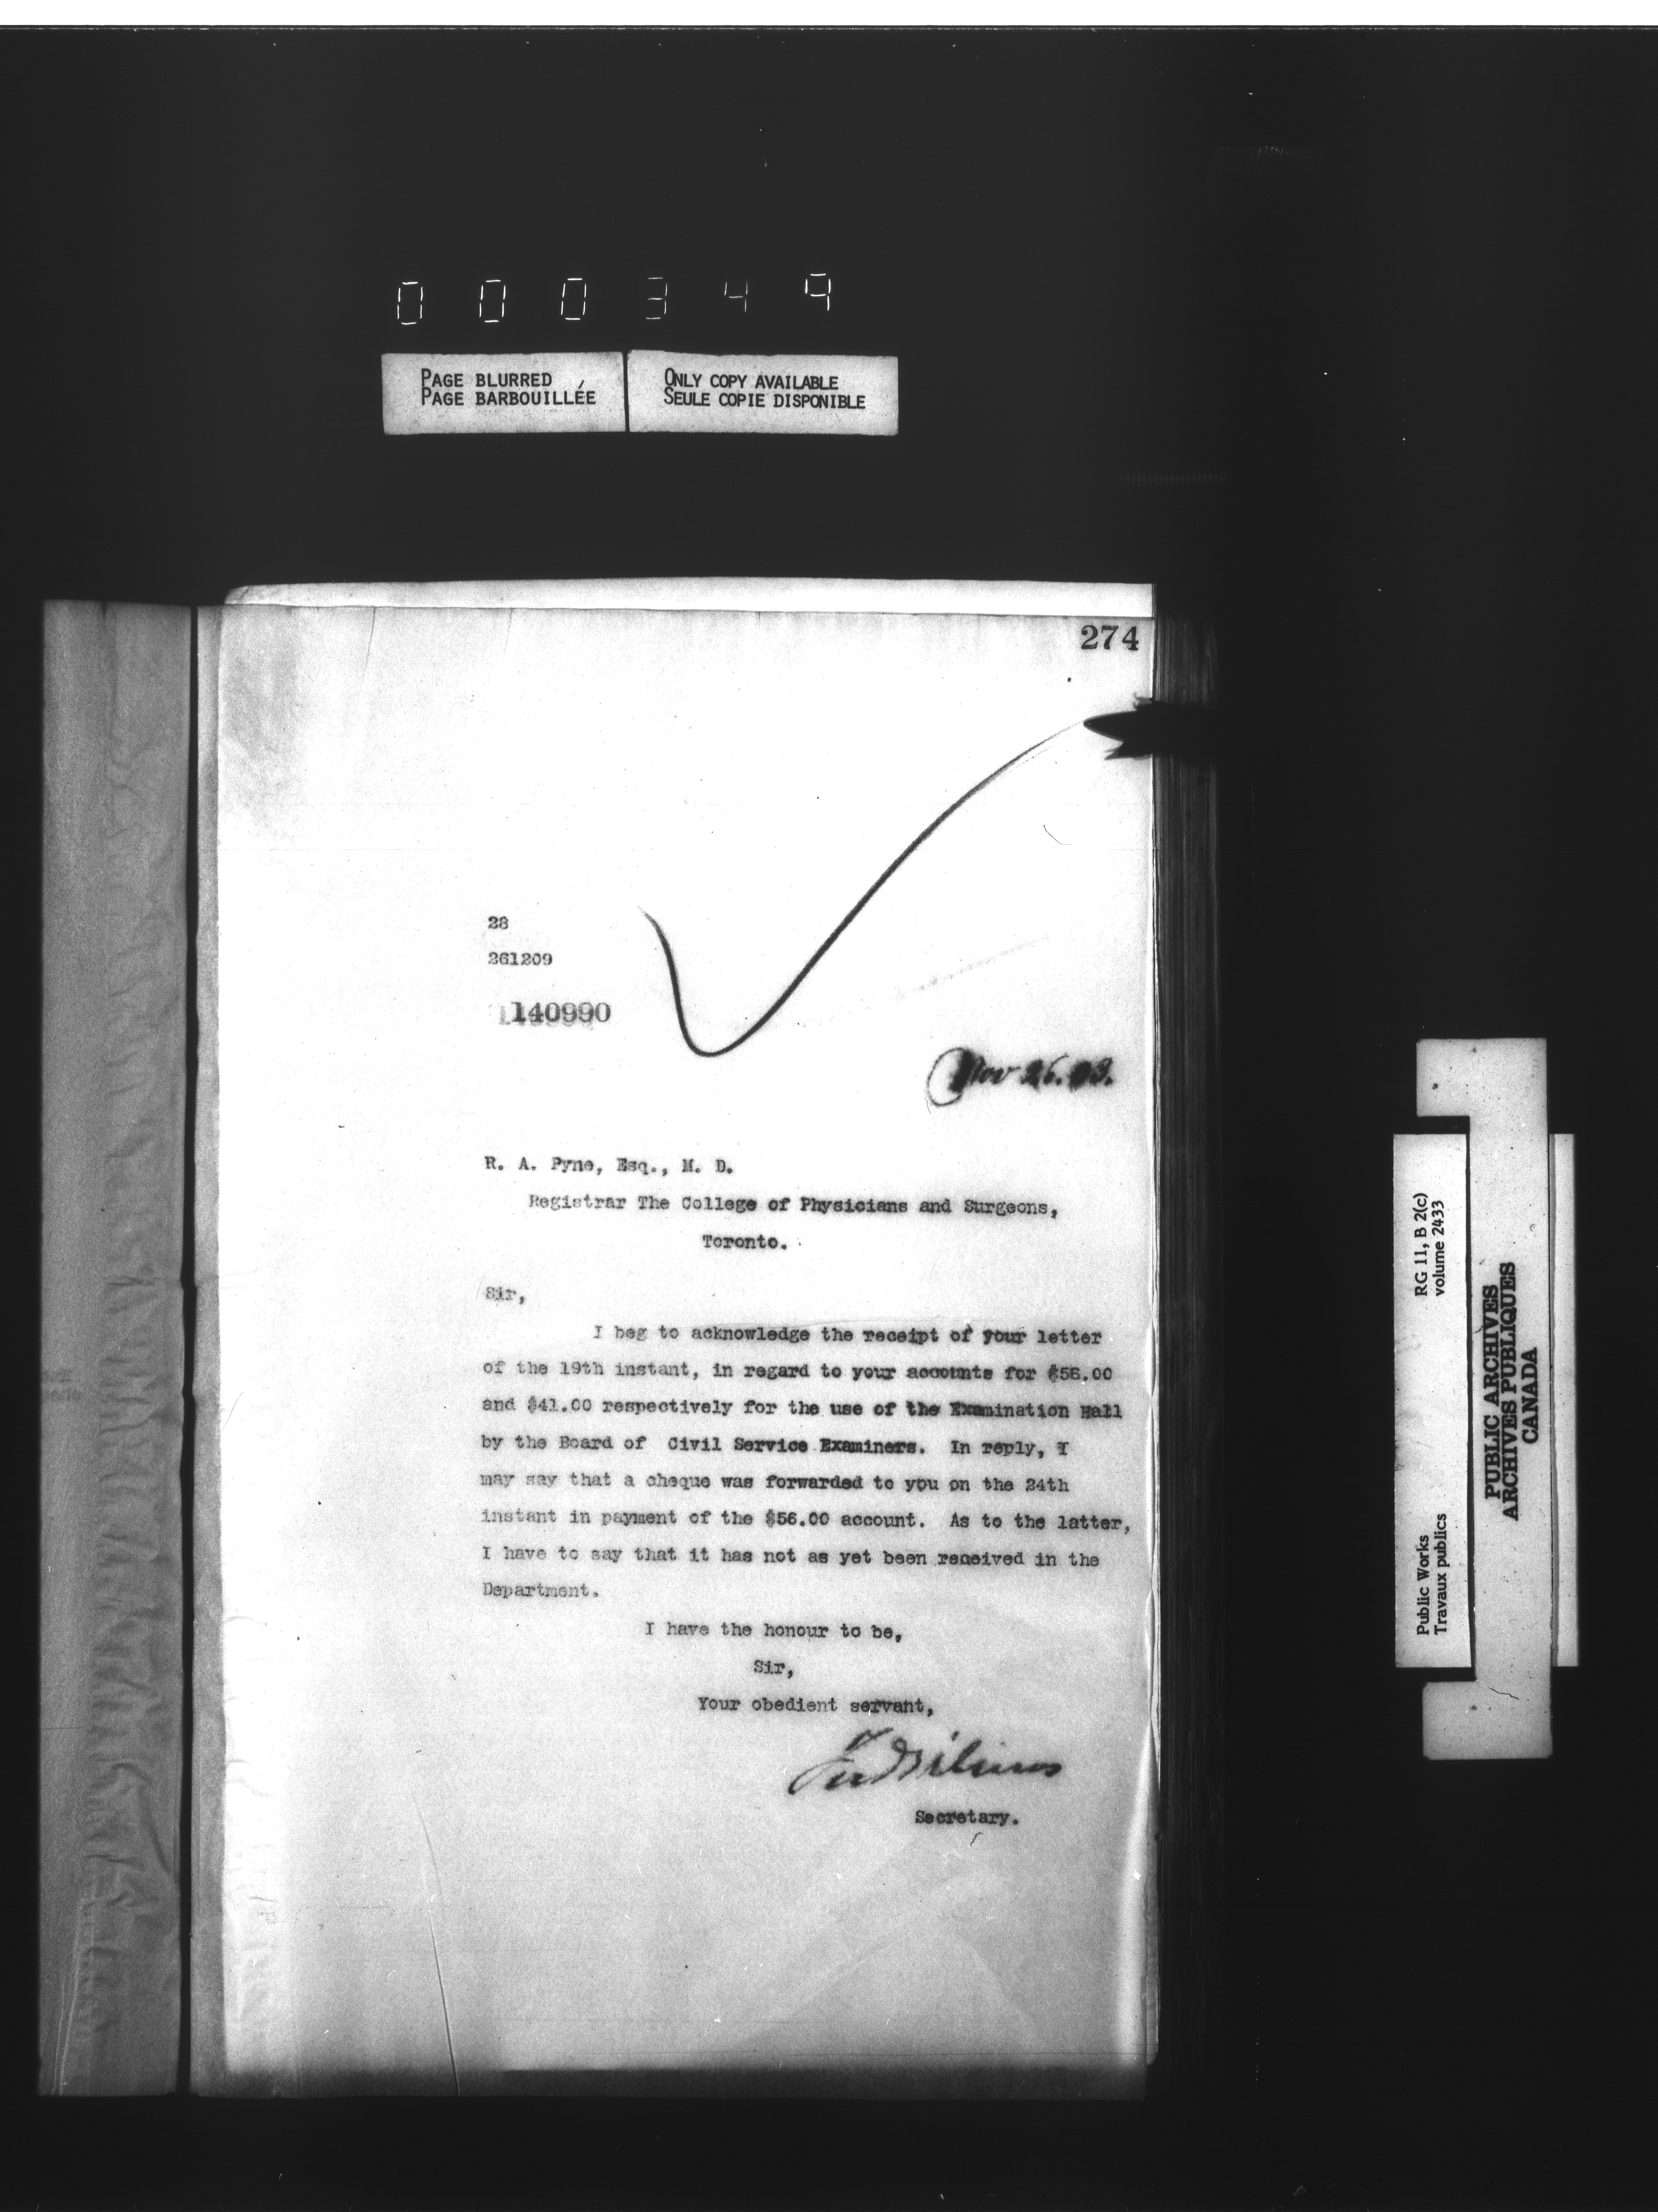 000349
PAGE BLURRED
PAGE BARBOUILLÉE
ONLY COPY AVAILABLE
SEULE COPIE DISPONIBLE
274
28
261209
140990
Nov 26. 03.
R. A. Pyne, Esq., M. D.
Registrar The College of Physicians and Surgeons,
Toronto.
Sir,
I beg to acknowledge the receipt of your letter
of the 19th instant, in regard to your accounts for $56.00
and $41.00 respectively for the use of the Examination Hall
by the Board of Civil Service Examiners. In reply, I
may say that a cheque was forwarded to you on the 24th
instant in payment of the $56.00 account. As to the latter,
I have to say that it has not as yet been received in the
Department.
I have the honour to be,
Sir,
Your obedient servant,
Secretary.
RG 11, B 2(c)
volume 2433
Public Works
Travaux publics
PUBLIC ARCHIVES
ARCHIVES PUBLIQUES
CANADA